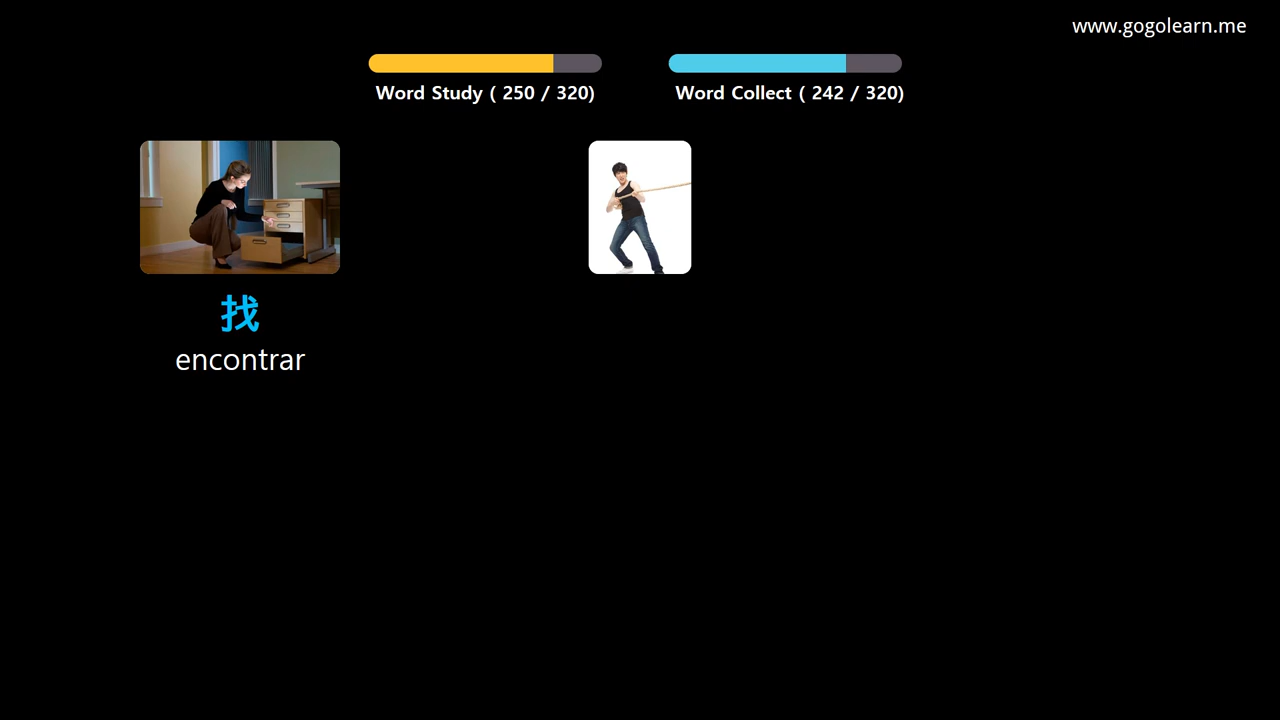 www.gogolearn.me
Word Study ( 250 / 320)
Word Collect ( 242 / 320)
找
encontrar